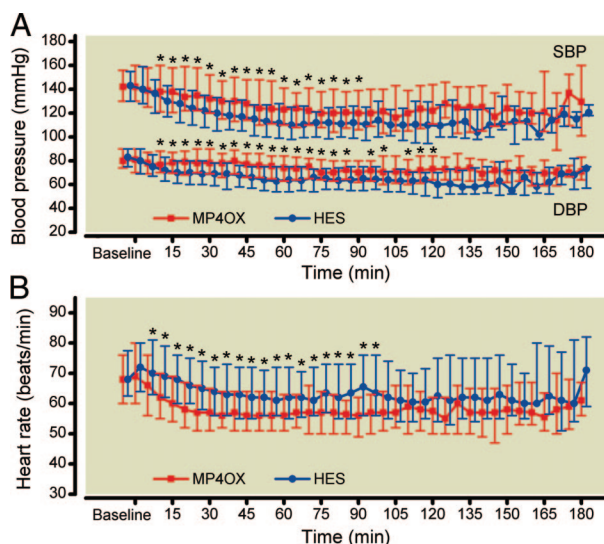 A
Blood pressure (mmHg)
180
160
140
120
100
80
60
40
20
SBP
* * * * * * * * * * * * * * * * *
* * * * * * * * * * * * * * * * * * * * *
DBP
MP4OX HES
Baseline 15 30 45 60 75 90 105 120 135 150 165 180
Time (min)
B
Heart rate (beats/min)
90
80
70
60
50
40
30
* * * * * * * * * * * * * * * * * *
MP4OX HES
Baseline 15 30 45 60 75 90 105 120 135 150 165 180
Time (min)